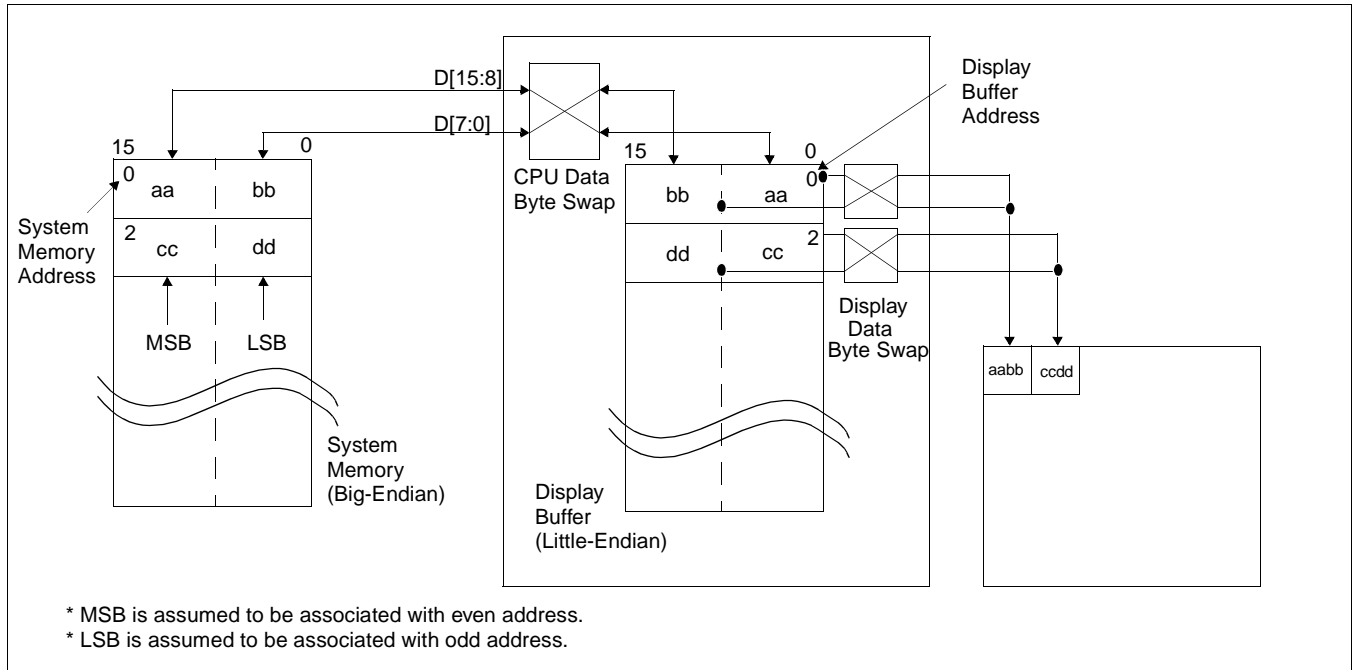 D[15:8]
D[7:0]
CPU Data
Byte Swap
Display
Buffer
Address
15
0
0
aa
bb
2
cc
dd
System
Memory
Address
MSB
LSB
System
Memory
(Big-Endian)
15
0
bb
aa
0
dd
cc
2
Display
Data
Byte Swap
Display
Buffer
(Little-Endian)
aabb
ccdd
* MSB is assumed to be associated with even address.
* LSB is assumed to be associated with odd address.